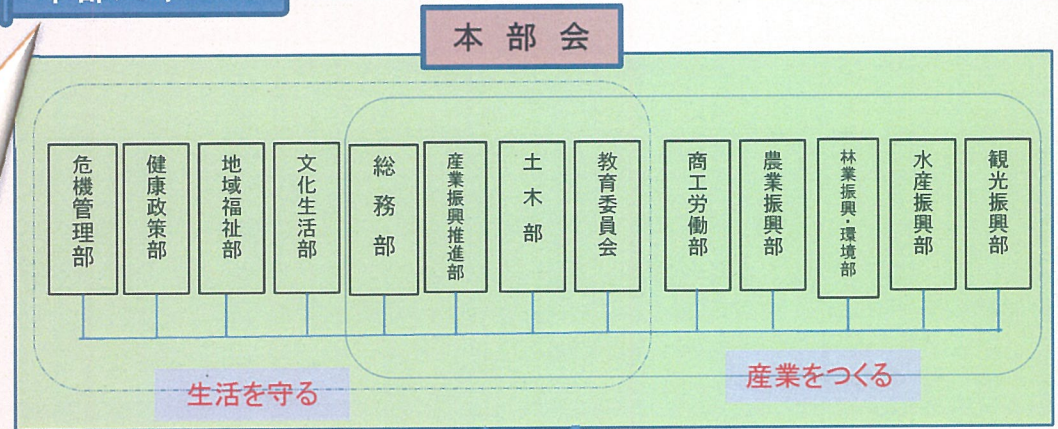 本部会
危機管理部
健康政策部
地域福祉部
文化生活部
総務部
産業振興推進部
土木部
教育委員会
商工労働部
農業振興部
林業振興・環境部
水産振興部
観光振興部
生活を守る
産業をつくる